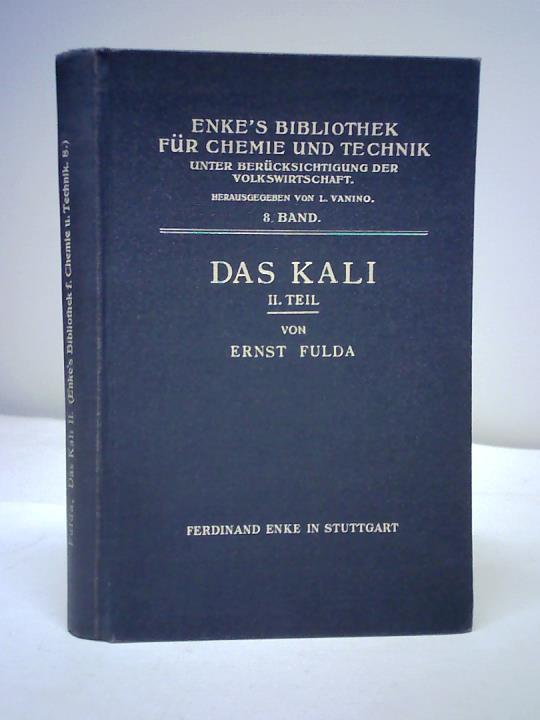 ENKE'S BIBLIOTHEK
FÜR CHEMIE UND TECHNIK
UNTER BERÜCKSICHTIGUNG DER
VOLKSWIRTSCHAFT.
HERAUSGEGEBEN VON L. VANINO.
8. BAND.
DAS KALI
II. TEIL
VON
ERNST FULDA
FERDINAND ENKE IN STUTTGART
Fulda, Das Kali II. (Enke's Bibliothek f. Chemie u. Technik. 8.)